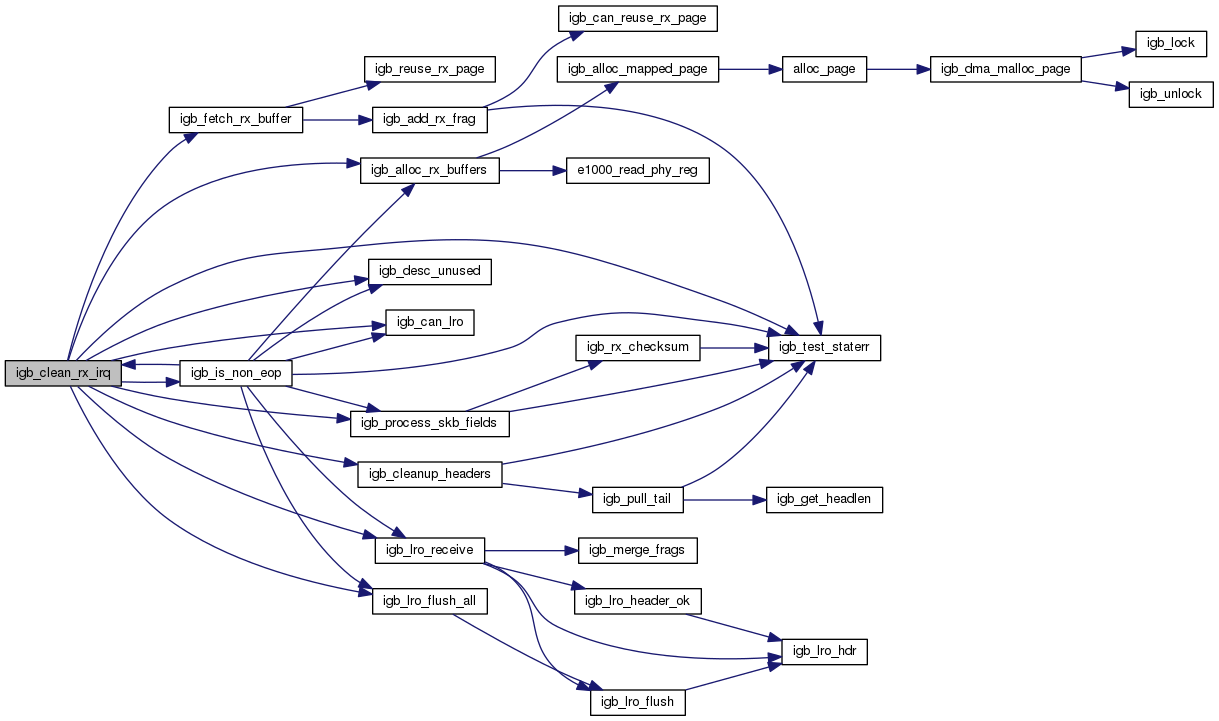 igb_can_reuse_rx_page
igb_lock
igb_reuse_rx_page
igb_alloc_mapped_page
alloc_page
igb_dma_malloc_page
igb_unlock
igb_fetch_rx_buffer
igb_add_rx_frag
igb_alloc_rx_buffers
e1000_read_phy_reg
igb_desc_unused
igb_can_lro
igb_rx_checksum
igb_test_staterr
igb_clean_rx_irq
igb_is_non_eop
igb_process_skb_fields
igb_cleanup_headers
igb_pull_tail
igb_get_headlen
igb_lro_receive
igb_merge_frags
igb_lro_flush_all
igb_lro_header_ok
igb_lro_hdr
igb_lro_flush